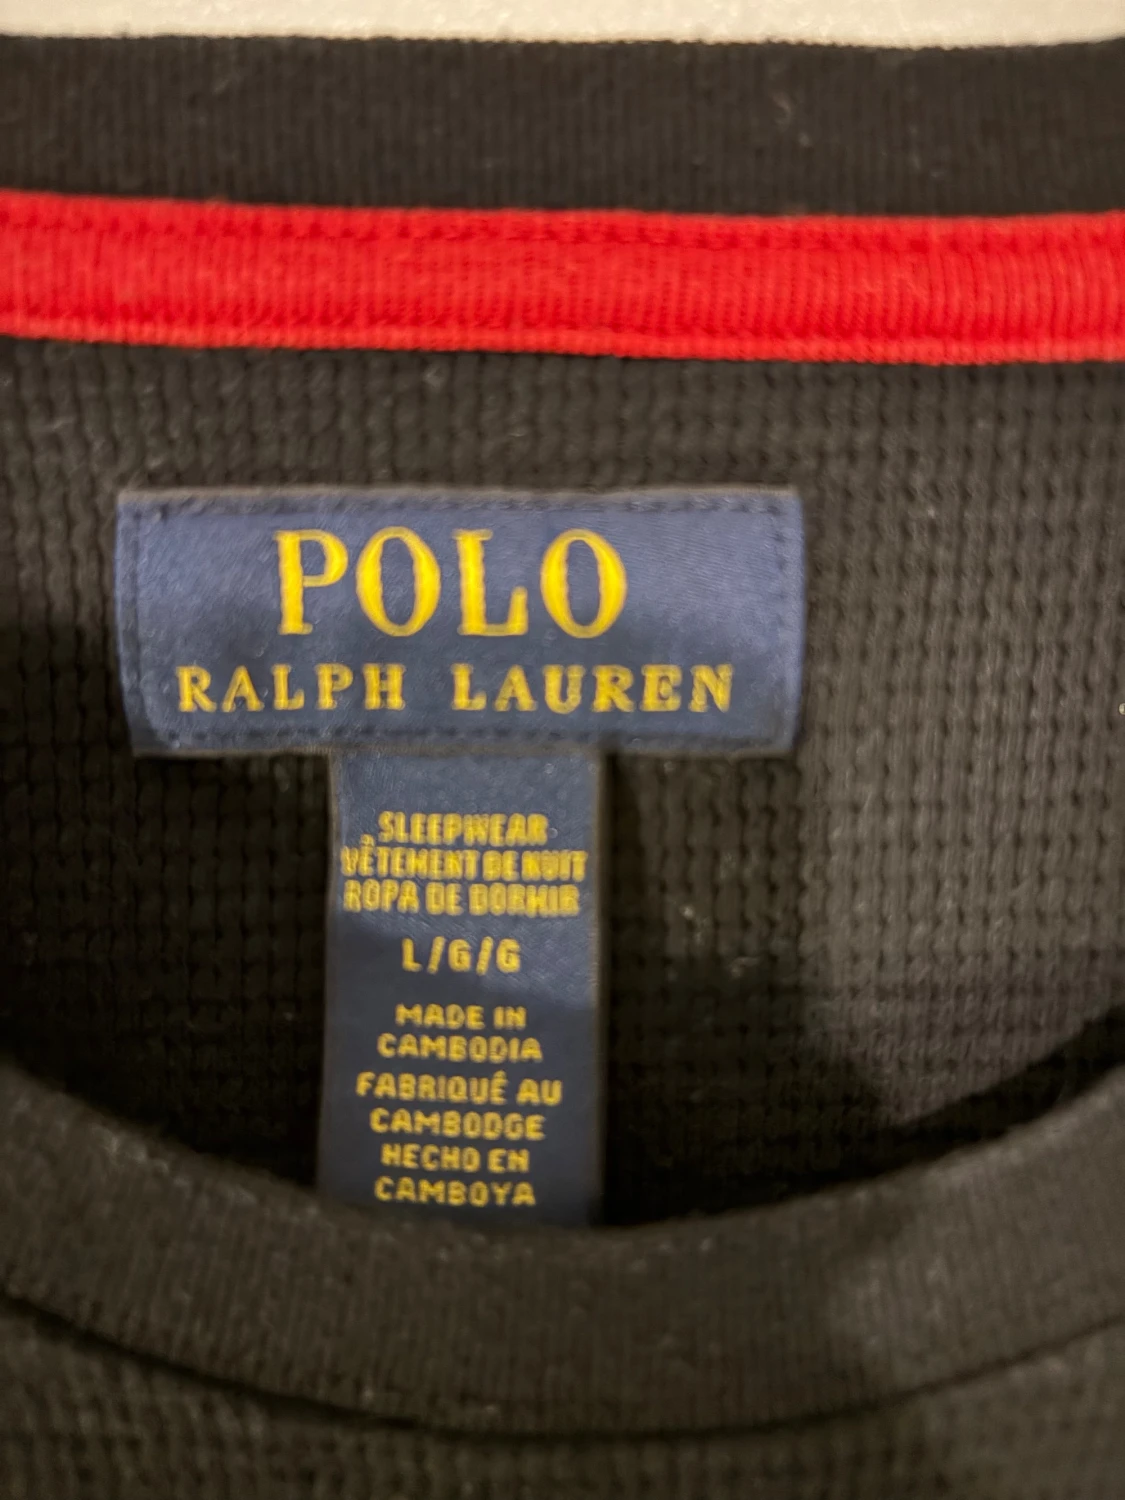 POLO
RALPH LAUREN
SLEEPWEAR
VÊTEMENT DE NUIT
ROPA DE DORMIR
L/G/G
MADE IN
CAMBODIA
FABRIQUÉ AU
CAMBODGE
HECHO EN
CAMBOYA